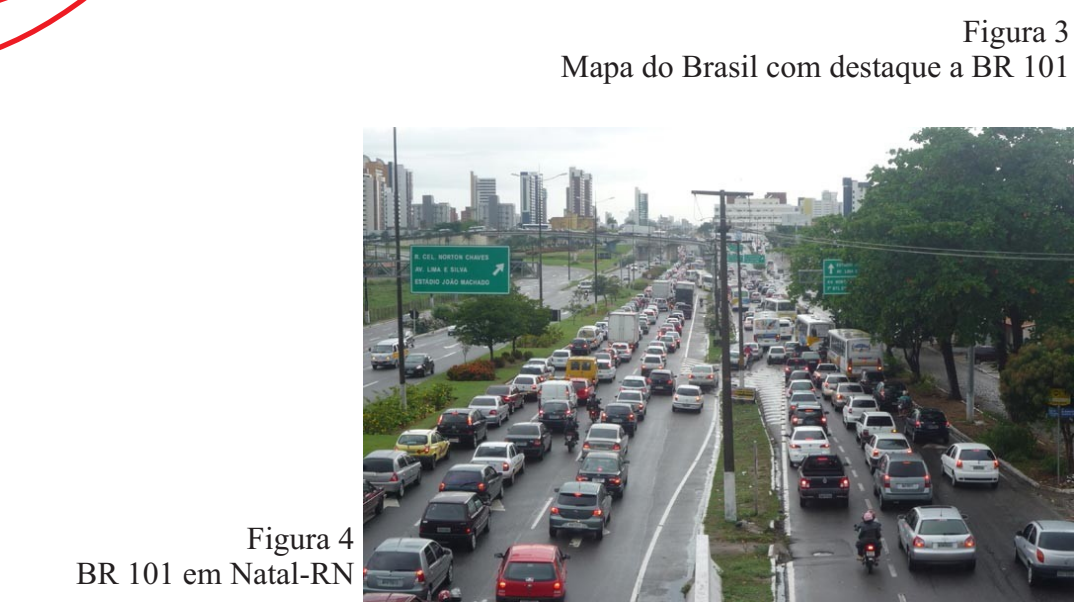 Figura 3
Mapa do Brasil com destaque a BR 101
R. CEL. NORTON CHAVES
AV. LIMA E SILVA
ESTÁDIO JOÃO MACHADO
Figura 4
BR 101 em Natal-RN